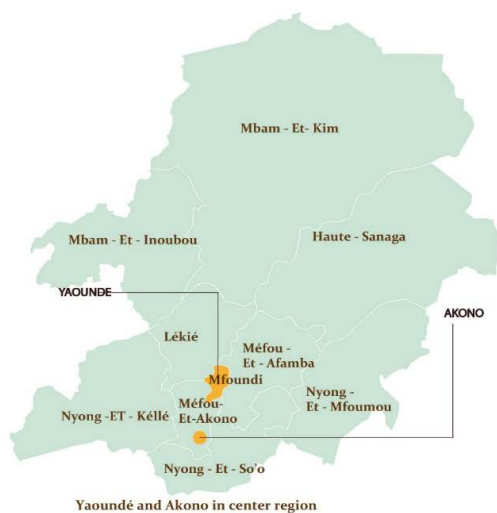 Mbam - Et- Kim
Mbam - Et - Inoubou
Haute - Sanaga
YAOUNDE
AKONO
Lékié
Méfou -
Et - Afamba
Mfoundi
Nyong -
Et - Mfoumou
Méfou-
Et-Akono
Nyong -ET - Kéllé
Nyong - Et - So'o
Yaoundé and Akono in center region